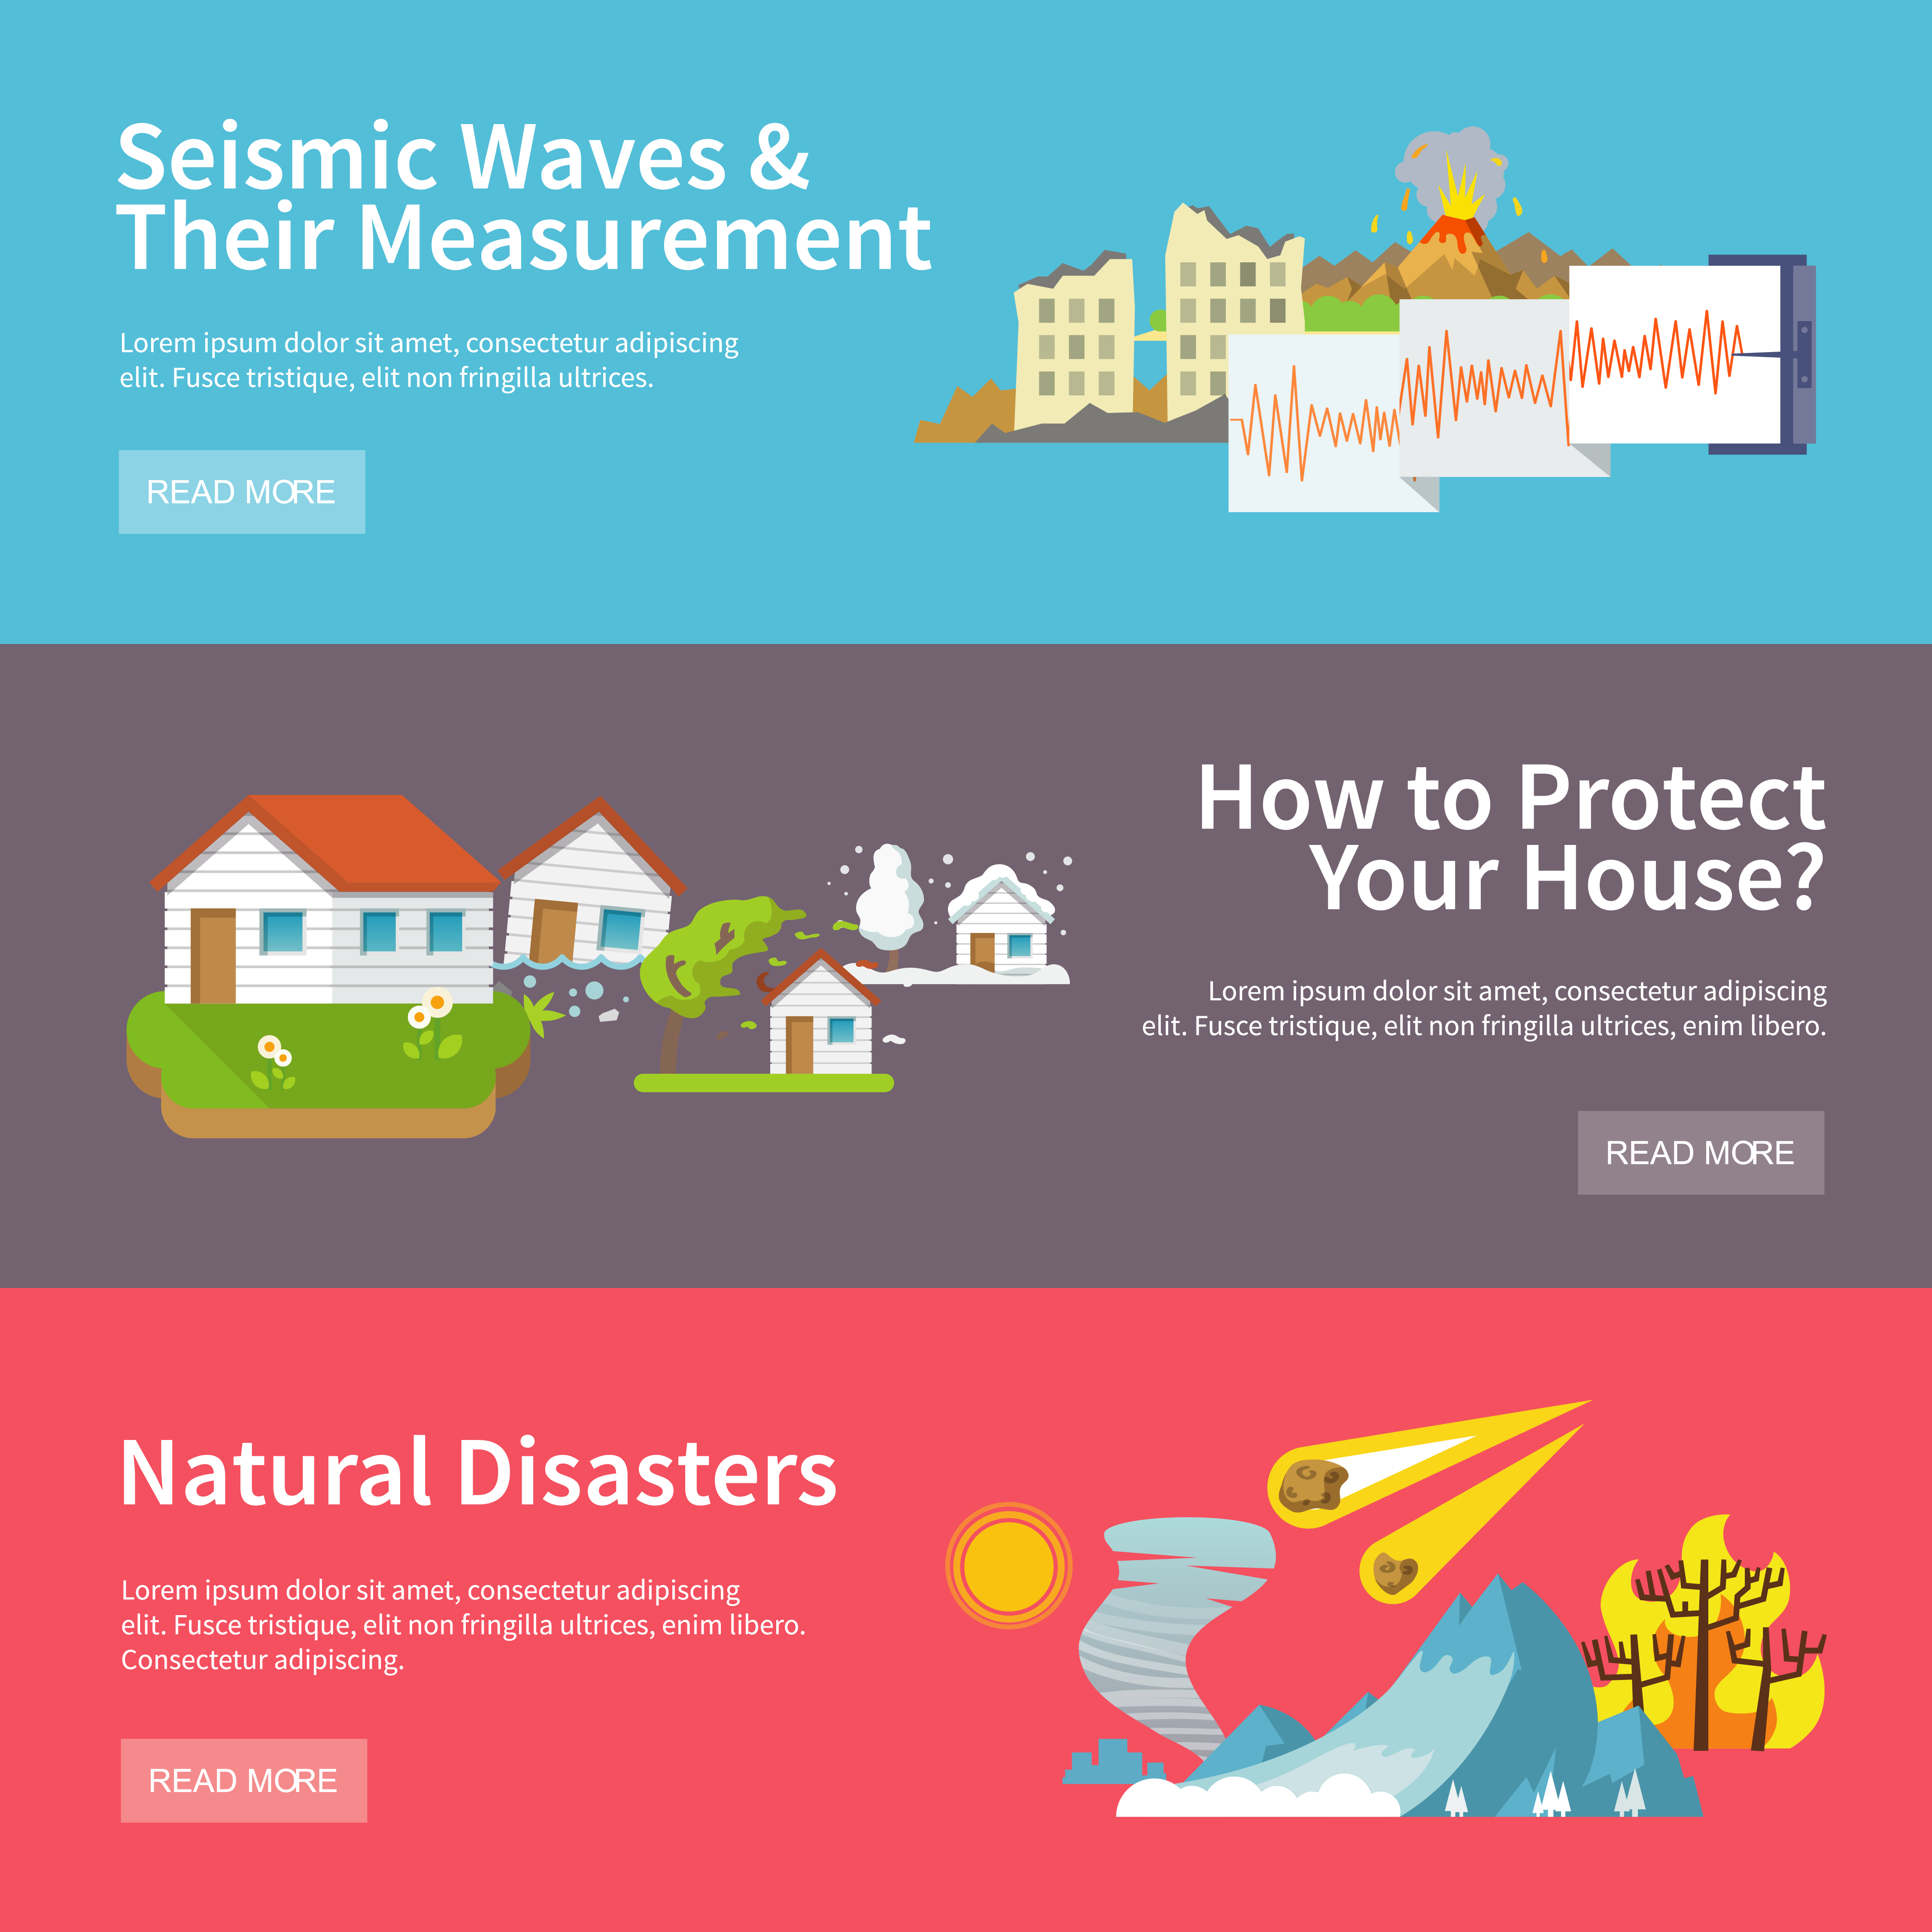 Seismic Waves &
Their Measurement
Lorem ipsum dolor sit amet, consectetur adipiscing
elit. Fusce tristique, elit non fringilla ultrices.
READ MORE
How to Protect
Your House?
Lorem ipsum dolor sit amet, consectetur adipiscing
elit. Fusce tristique, elit non fringilla ultrices, enim libero.
READ MORE
Natural Disasters
Lorem ipsum dolor sit amet, consectetur adipiscing
elit. Fusce tristique, elit non fringilla ultrices, enim libero.
Consectetur adipiscing.
READ MORE